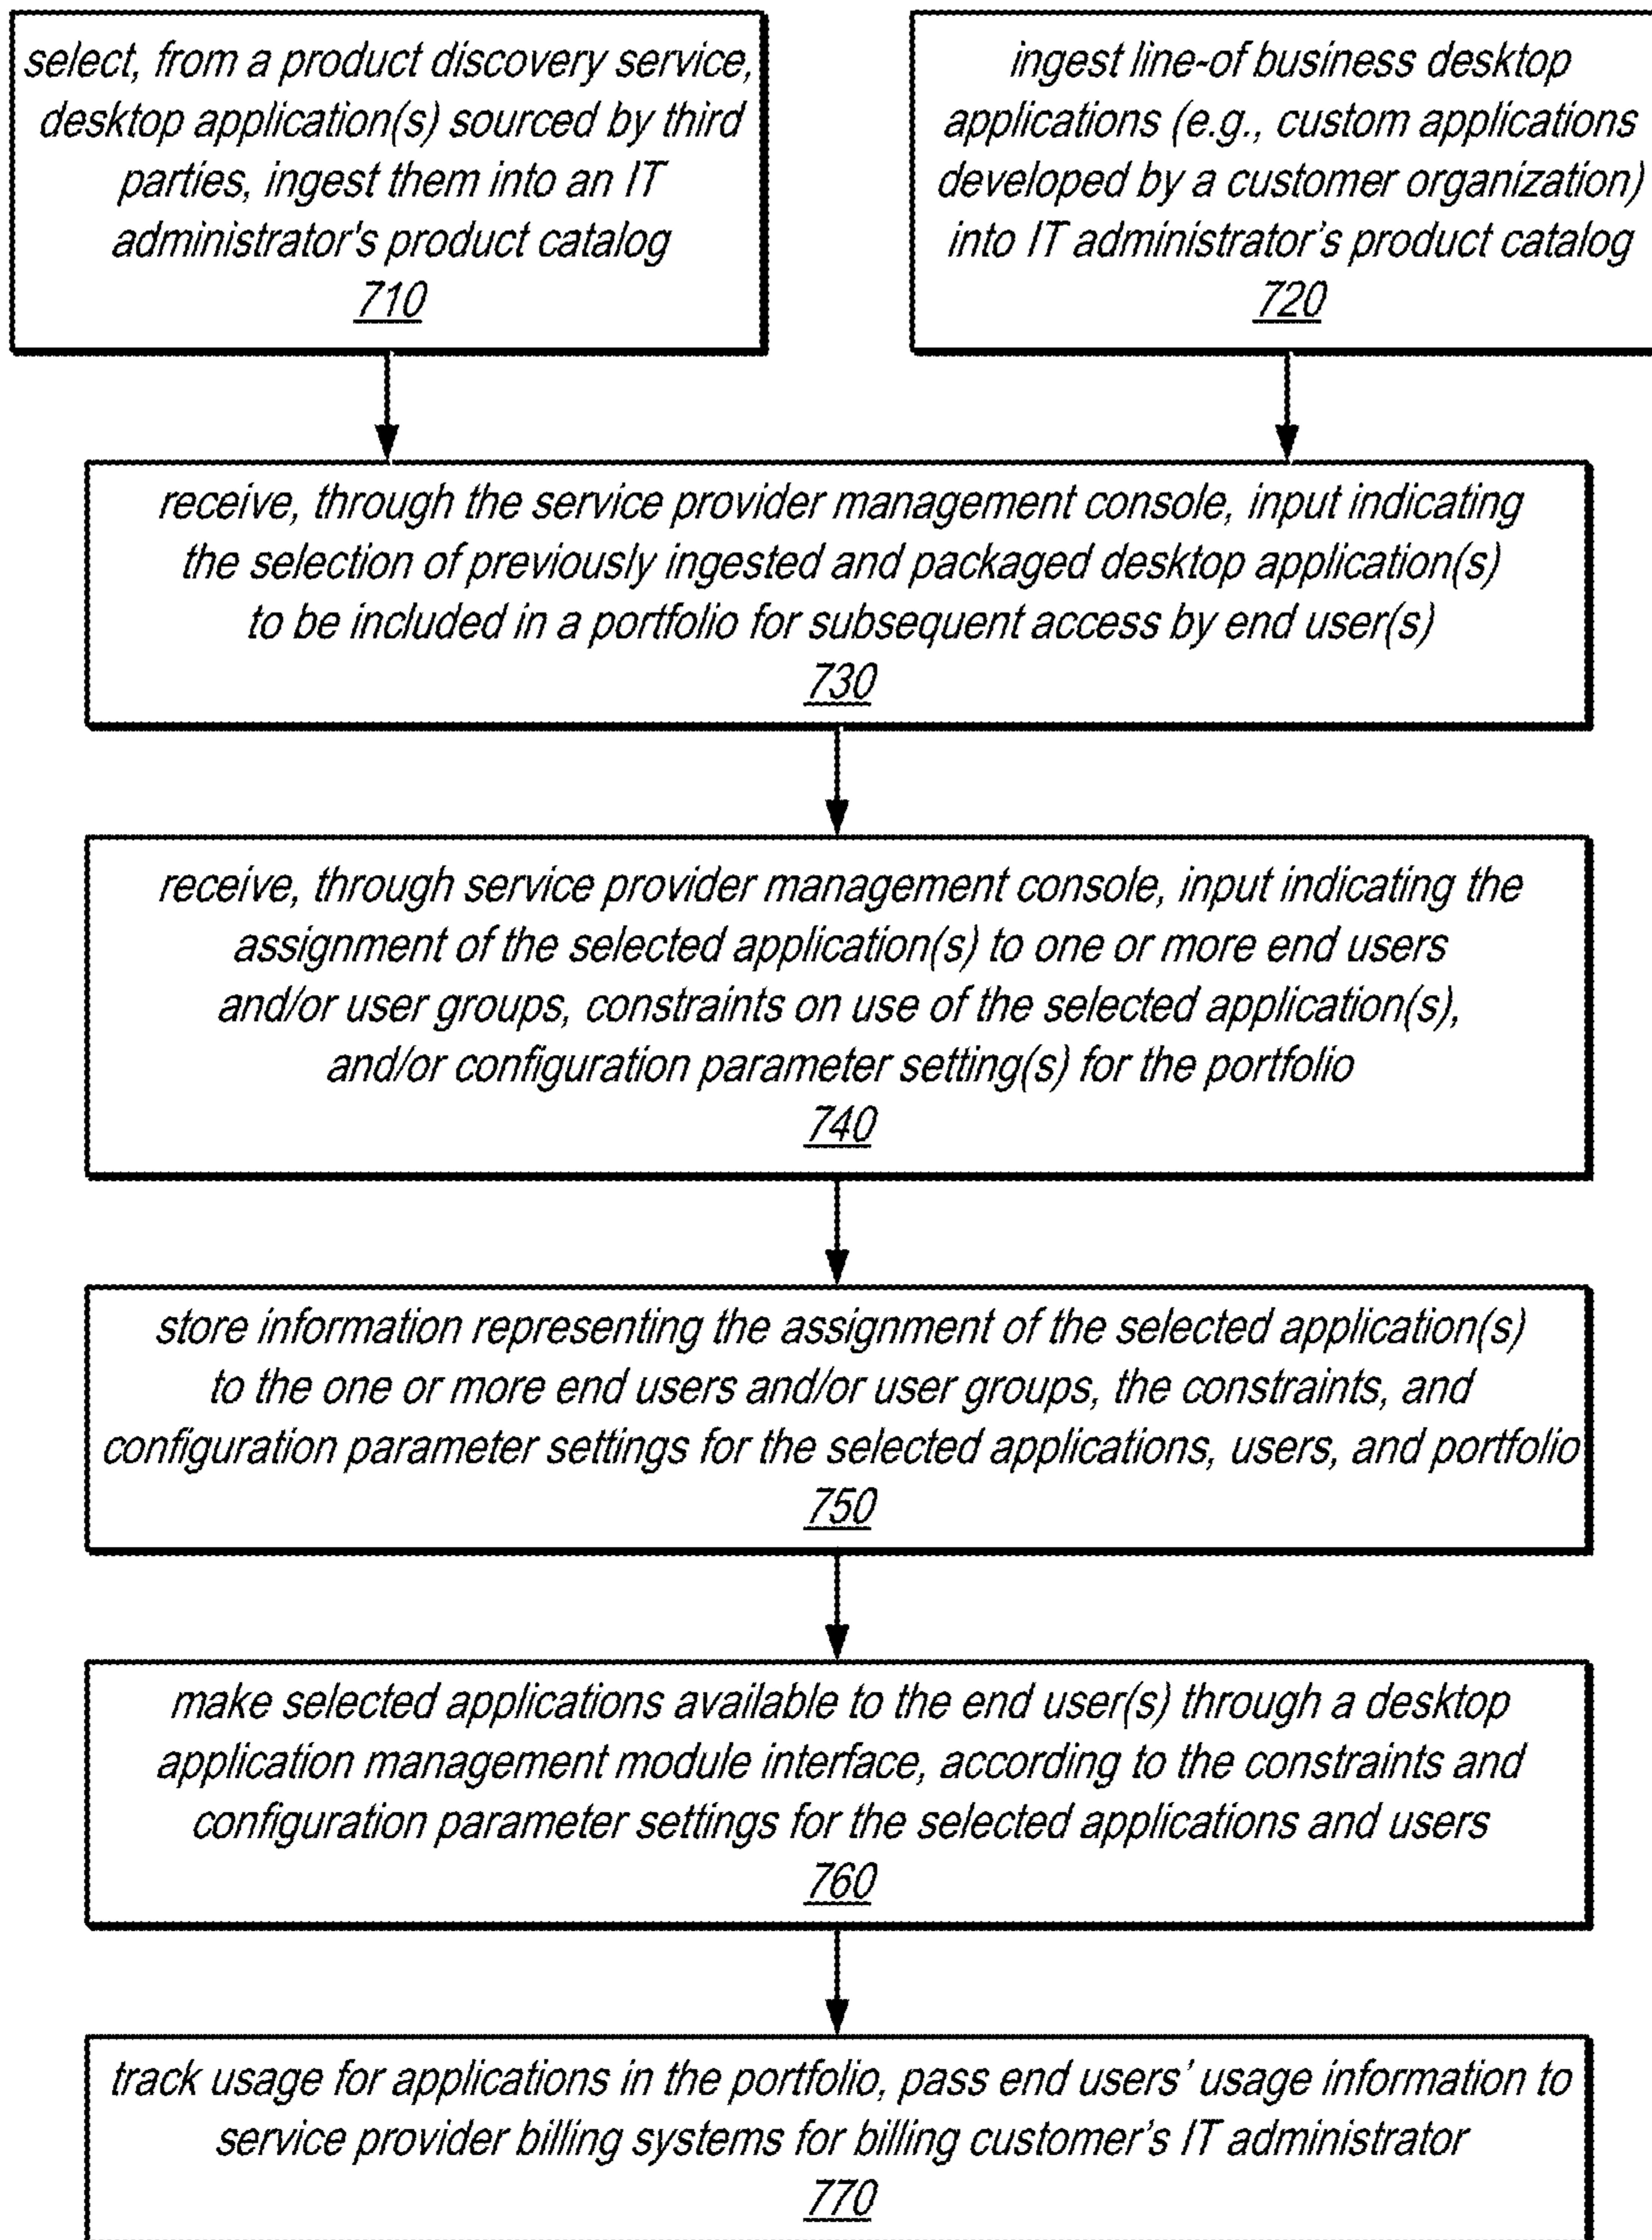 select, from a product discovery service,
desktop application(s) sourced by third
parties, ingest them into an IT
administrator's product catalog
710
ingest line-of business desktop
applications (e.g., custom applications
developed by a customer organization)
into IT administrator’s product catalog
720
receive, through the service provider management console, input indicating
the selection of previously ingested and packaged desktop application(s)
to be included in a portfolio for subsequent access by end user(s)
730
receive, through service provider management console, input indicating the
assignment of the selected application(s) to one or more end users
and/or user groups, constraints on use of the selected application(s),
and/or configuration parameter setting(s) for the portfolio
740
store information representing the assignment of the selected application(s)
to the one or more end users and/or user groups, the constraints, and
configuration parameter settings for the selected applications, users, and portfolio
750
make selected applications available to the end user(s) through a desktop
application management module interface, according to the constraints and
configuration parameter settings for the selected applications and users
760
track usage for applications in the portfolio, pass end users’ usage information to
service provider billing systems for billing customer’s IT administrator
770